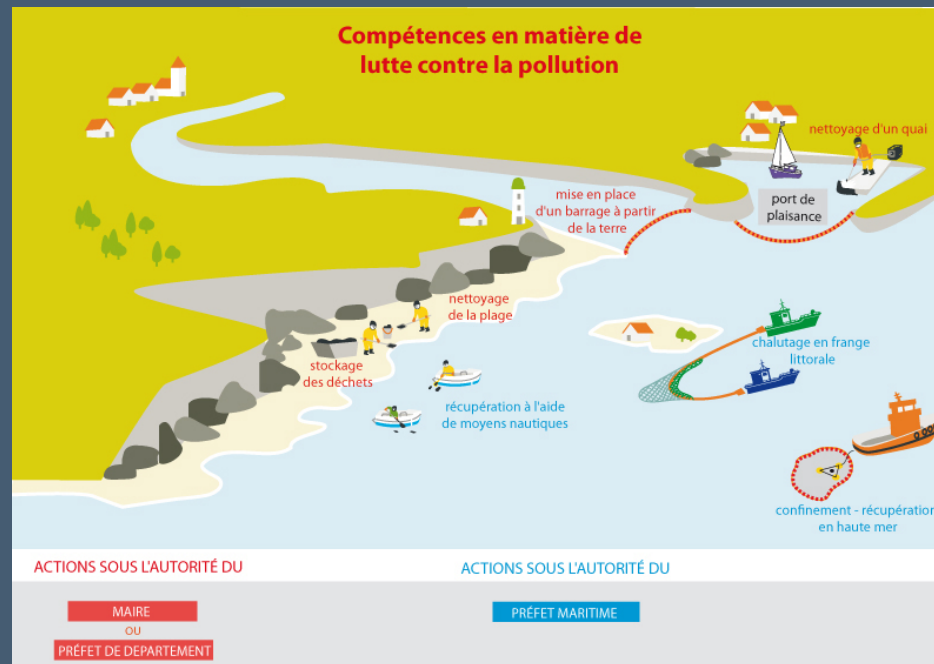 Compétences en matière de
lutte contre la pollution
nettoyage d'un quai
mise en place
d'un barrage à partir
de la terre
port de
plaisance
nettoyage
de la plage
chalutage en frange
littorale
stockage
des déchets
récupération à l'aide
de moyens nautiques
confinement - récupération
en haute mer
ACTIONS SOUS L'AUTORITÉ DU
MAIRE
OU
PRÉFET DE DEPARTEMENT
ACTIONS SOUS L'AUTORITÉ DU
PRÉFET MARITIME